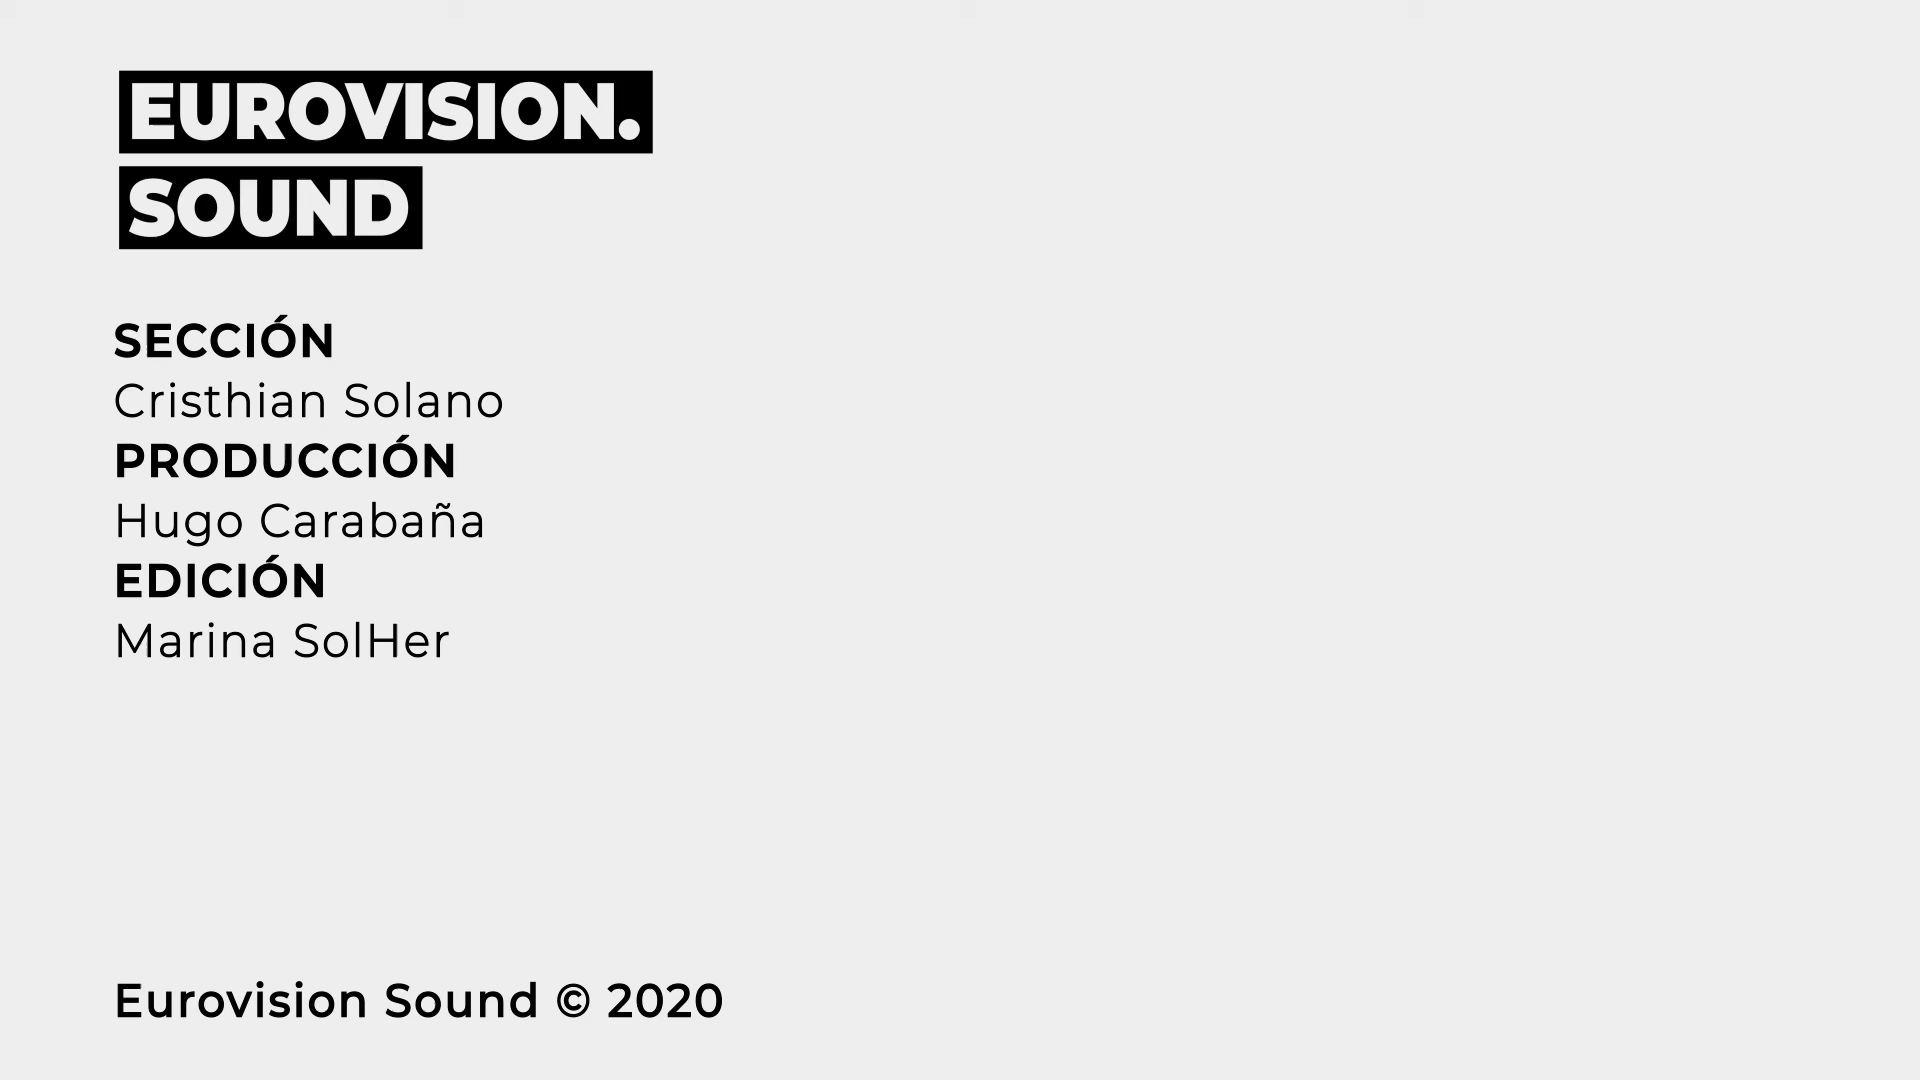 EUROVISION.
SOUND
SECCIÓN
Cristhian Solano
PRODUCCIÓN
Hugo Carabaña
EDICIÓN
Marina SolHer
Eurovision Sound © 2020